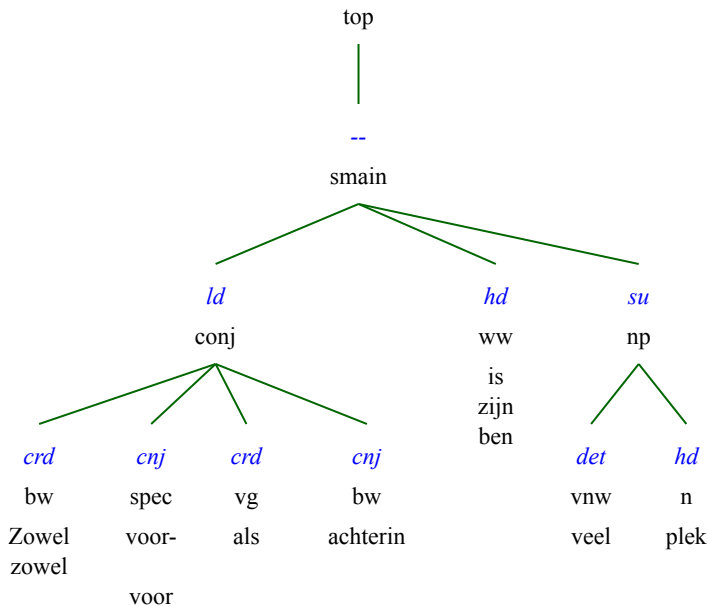 top
--
smain
ld hd su
conj ww np
is
zijn
ben
crd cnj crd cnj det hd
bw spec vg bw vnw n
Zowel voor- als achterin veel plek
zowel
voor